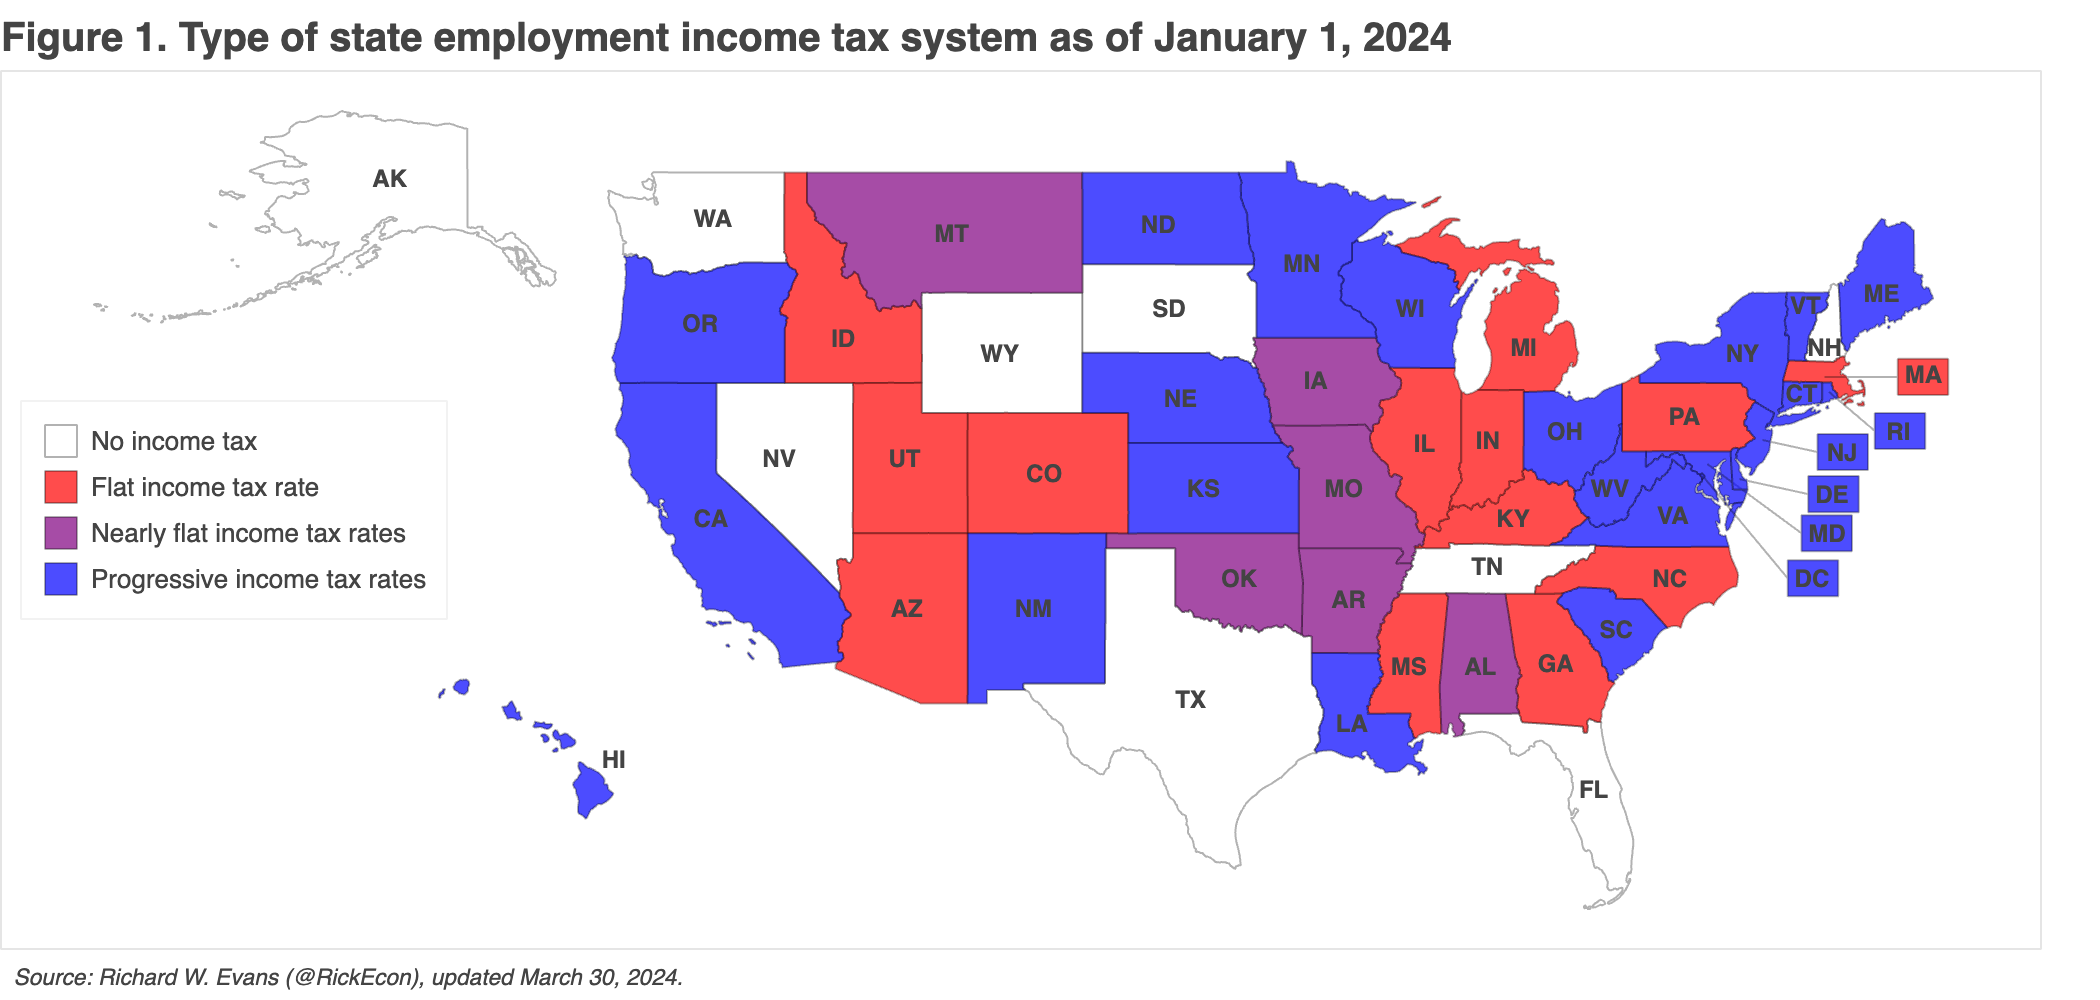 Figure 1. Type of state employment income tax system as of January 1, 2024
AK
WA
MT
ND
MN
OR
ID
WY
SD
WI
MI
VT
ME
NH
NY
MA
CT
RI
NE
IA
PA
NJ
No income tax
Flat income tax rate
Nearly flat income tax rates
Progressive income tax rates
NV
UT
CO
KS
MO
IL
IN
OH
WV
VA
DE
MD
DC
CA
KY
TN
NC
AZ
NM
OK
AR
SC
MS
AL
GA
TX
LA
HI
FL
Source: Richard W. Evans (@RickEcon), updated March 30, 2024.